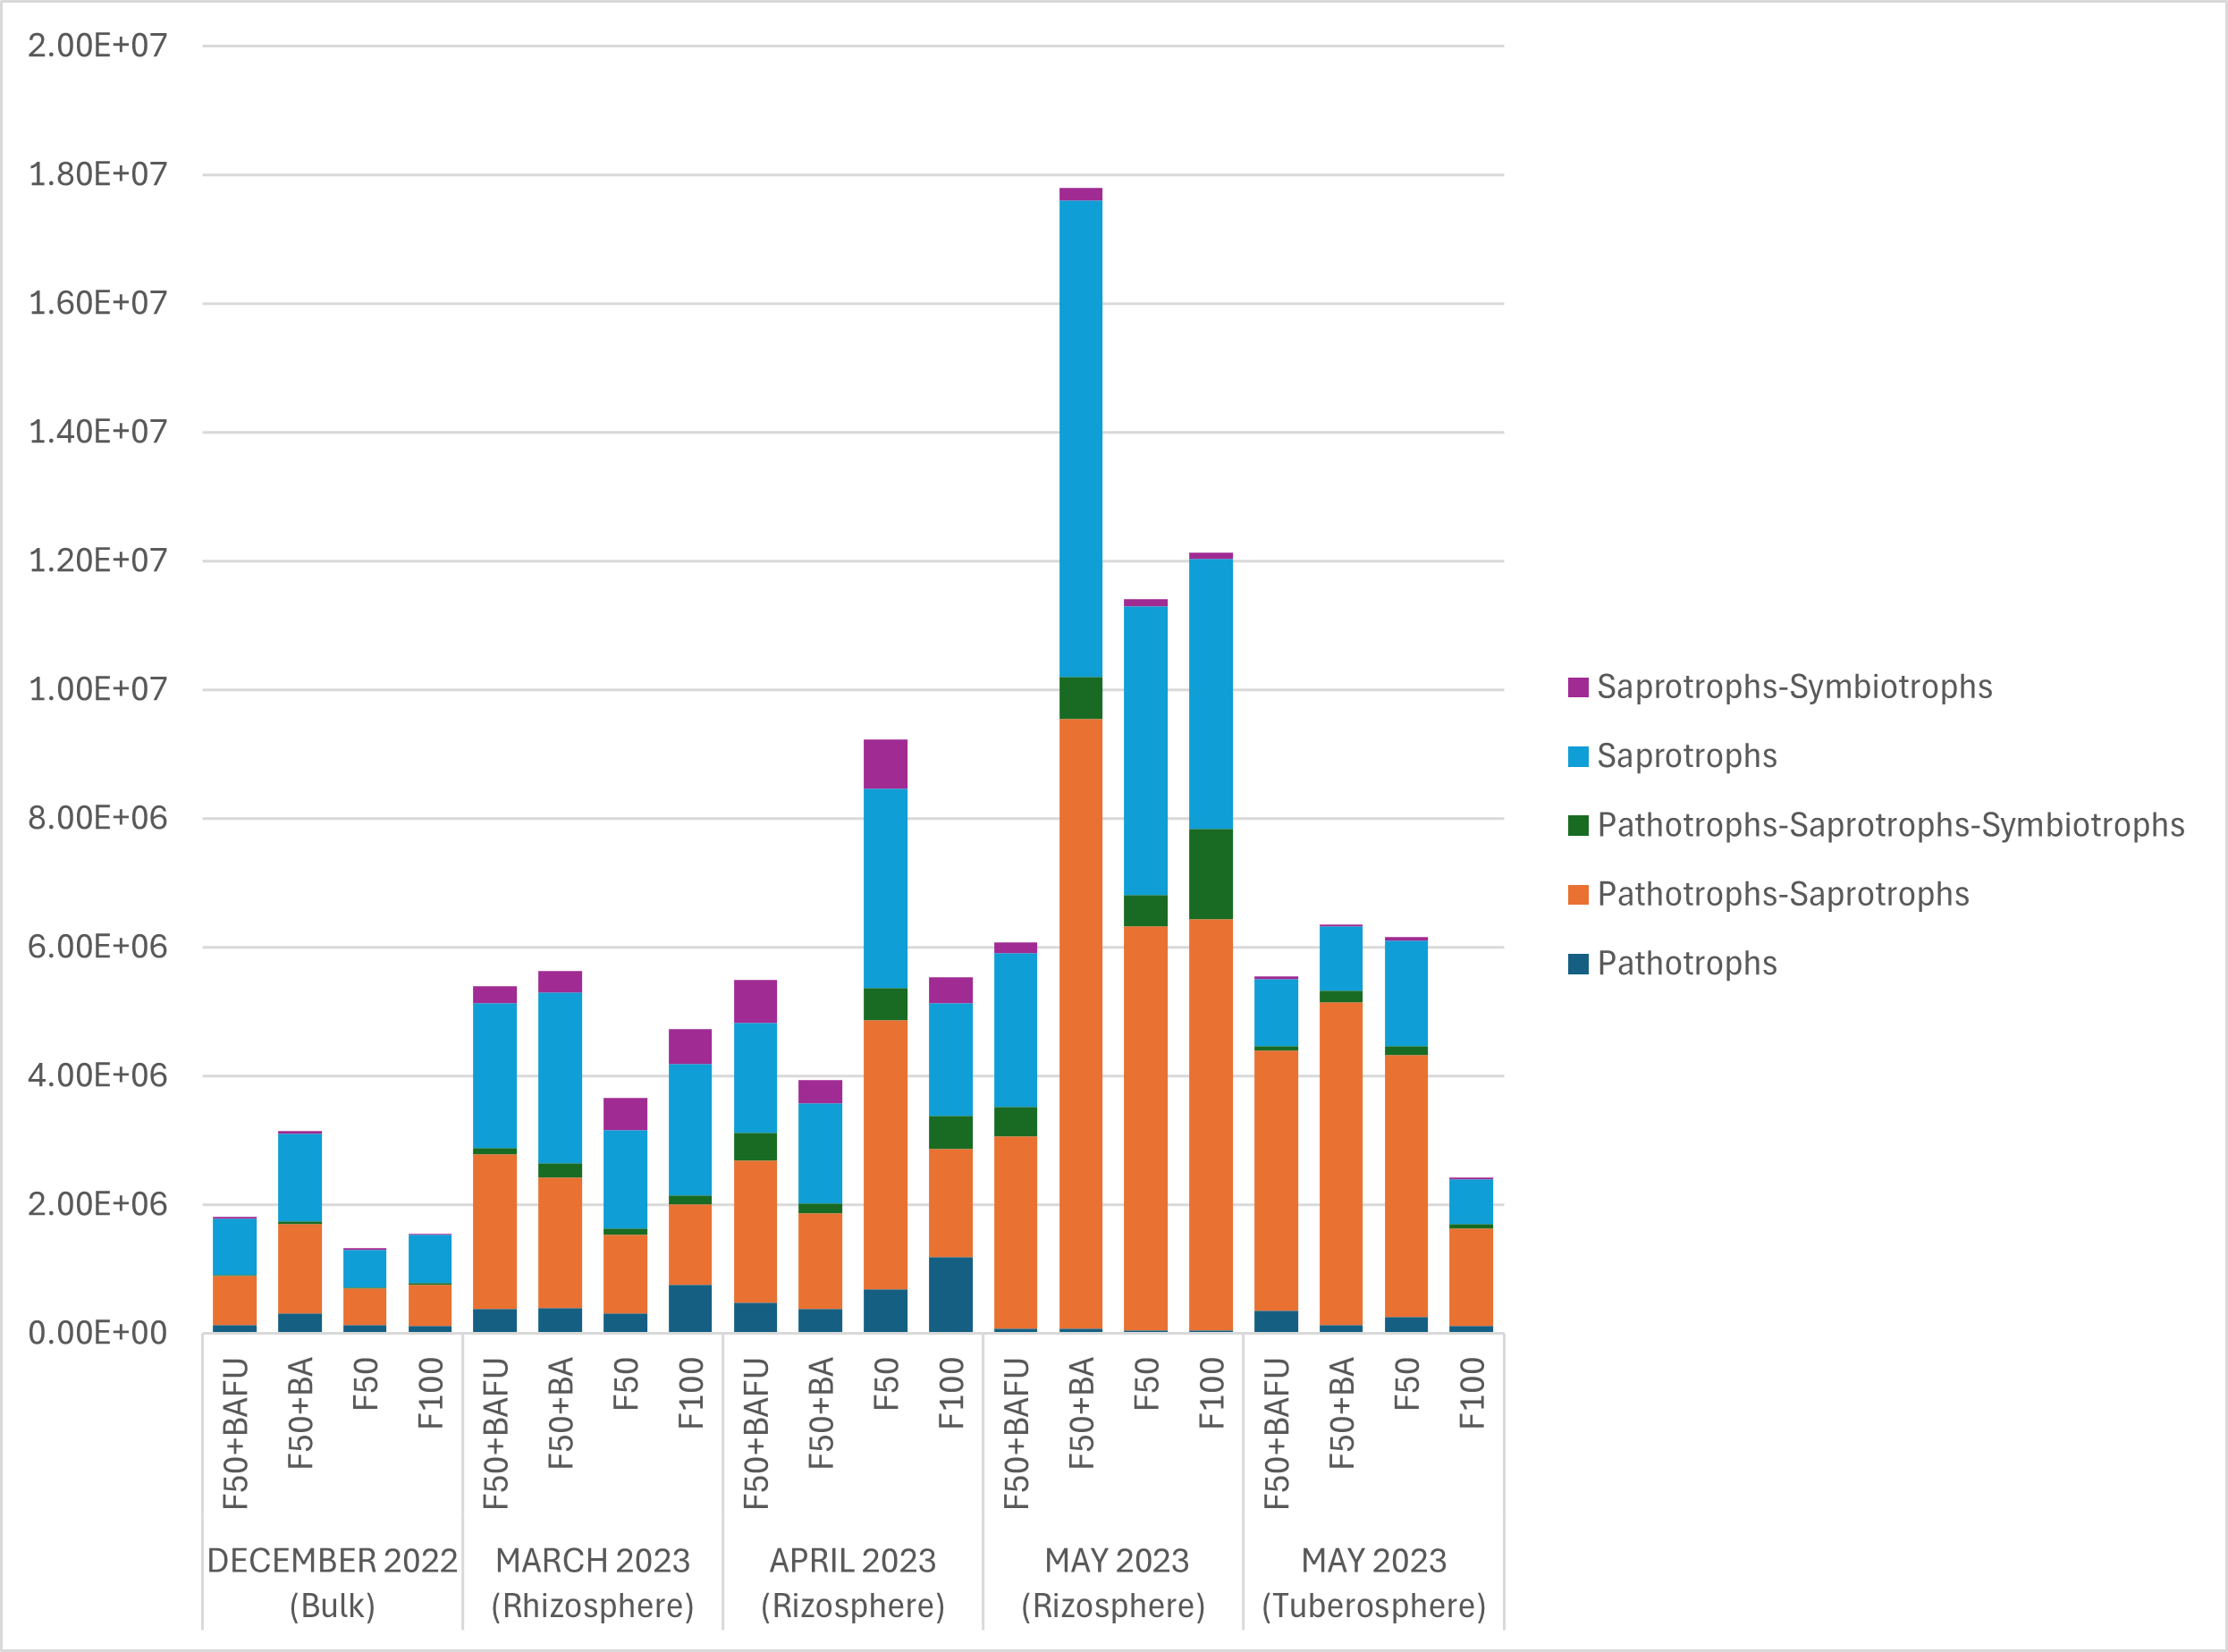 2.00E+07
1.80E+07
1.60E+07
1.40E+07
1.20E+07
1.00E+07
8.00E+06
6.00E+06
4.00E+06
2.00E+06
0.00E+00
F50+BAFU
F50+BA
F50
F100
F50+BAFU
F50+BA
F50
F100
F50+BAFU
F50+BA
F50
F100
F50+BAFU
F50+BA
F50
F100
F50+BAFU
F50+BA
F50
F100
DECEMBER 2022
(Bulk)
MARCH 2023
(Rhizosphere)
APRIL 2023
(Rizosphere)
MAY 2023
(Rizosphere)
MAY 2023
(Tuberosphere)
Saprotrophs-Symbiotrophs
Saprotrophs
Pathotrophs-Saprotrophs-Symbiotrophs
Pathotrophs-Saprotrophs
Pathotrophs